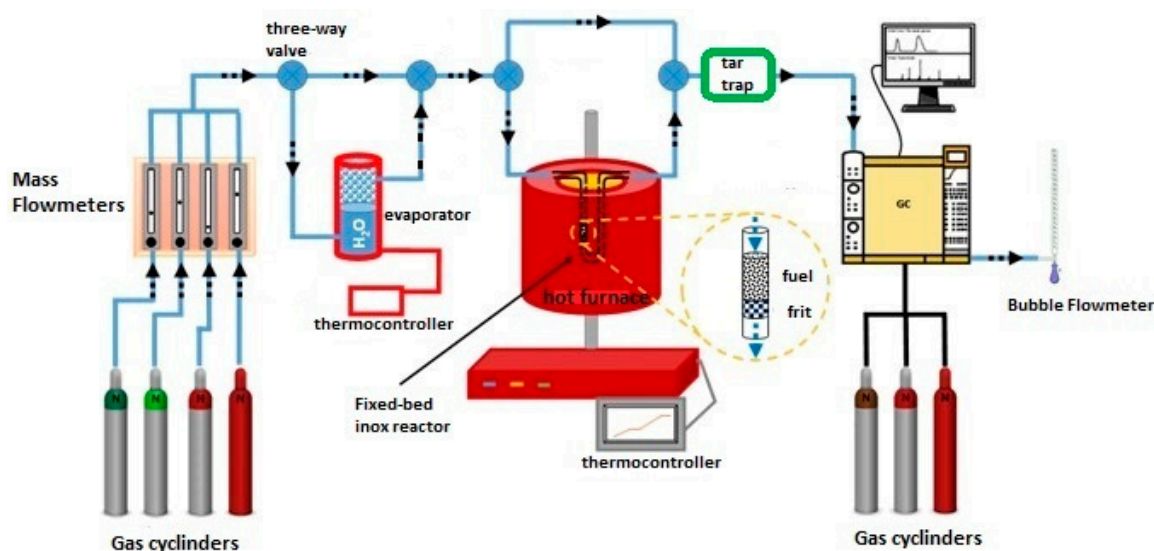 three-way
valve
tar
trap
Mass
Flowmeters
H₂O
evaporator
GC
fuel
frit
hot furnace
thermocontroller
Bubble Flowmeter
Fixed-bed
inox reactor
thermocontroller
N N N N
N N N
Gas cyclinders
Gas cyclinders